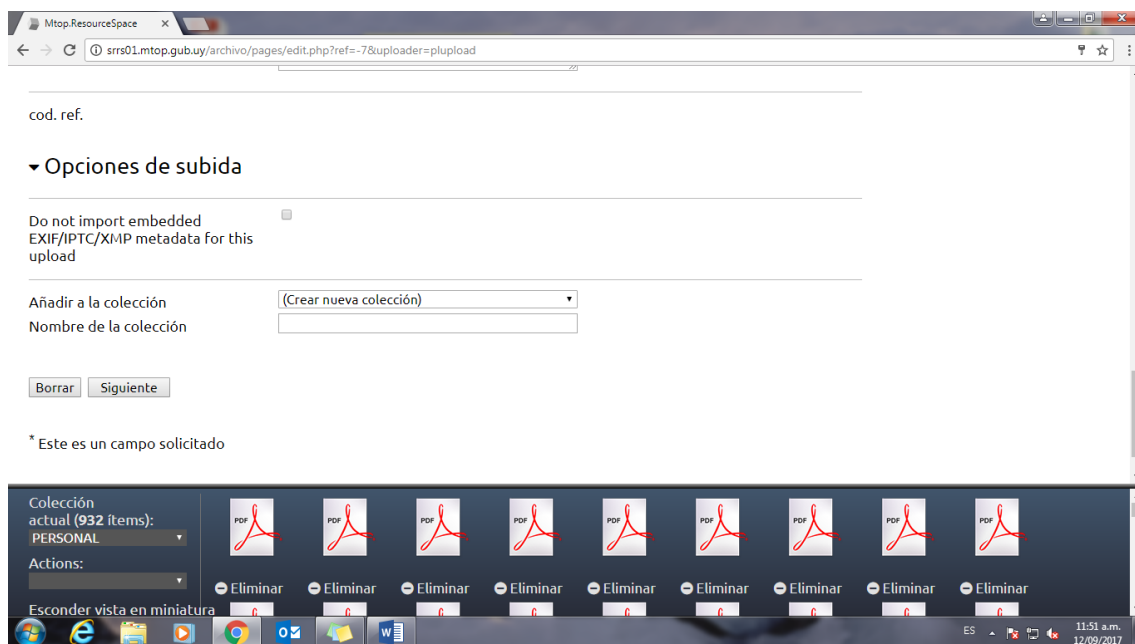 Mtop.ResourceSpace
srrs01.mtop.gub.uy/archivo/pages/edit.php?ref=-7&uploader=plupload
cod. ref.
Opciones de subida
Do not import embedded
EXIF/IPTC/XMP metadata for this
upload
Añadir a la colección (Crear nueva colección)
Nombre de la colección
Borrar Siguiente
* Este es un campo solicitado
Colección
actual (932 ítems):
PERSONAL
PDF PDF PDF PDF PDF PDF PDF PDF PDF
Actions:
Eliminar Eliminar Eliminar Eliminar Eliminar Eliminar Eliminar Eliminar Eliminar
Esconder vista en miniatura
ES 11:51 a.m.
12/09/2017